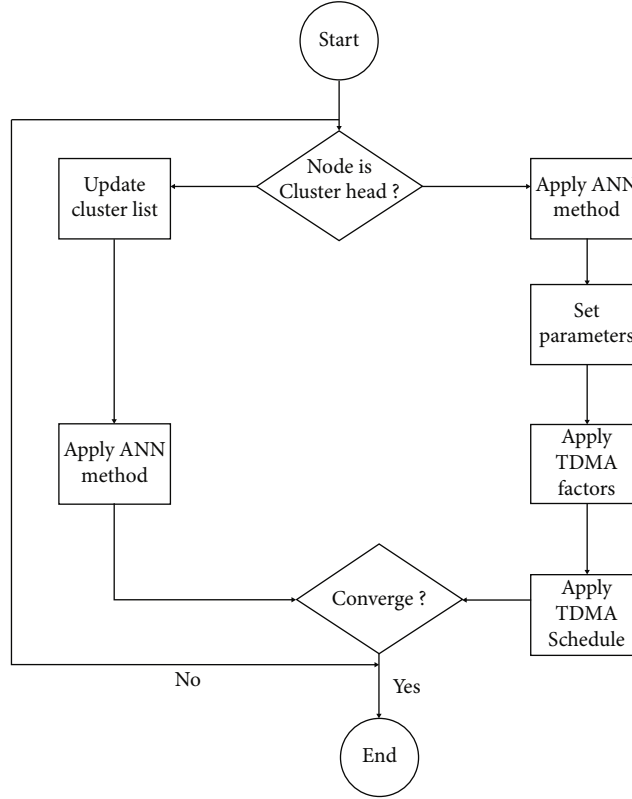 Start
Node is
Cluster head ?
Update
cluster list
Apply ANN
method
Set
parameters
Apply ANN
method
Apply
TDMA
factors
Converge ?
Apply
TDMA
Schedule
No
Yes
End